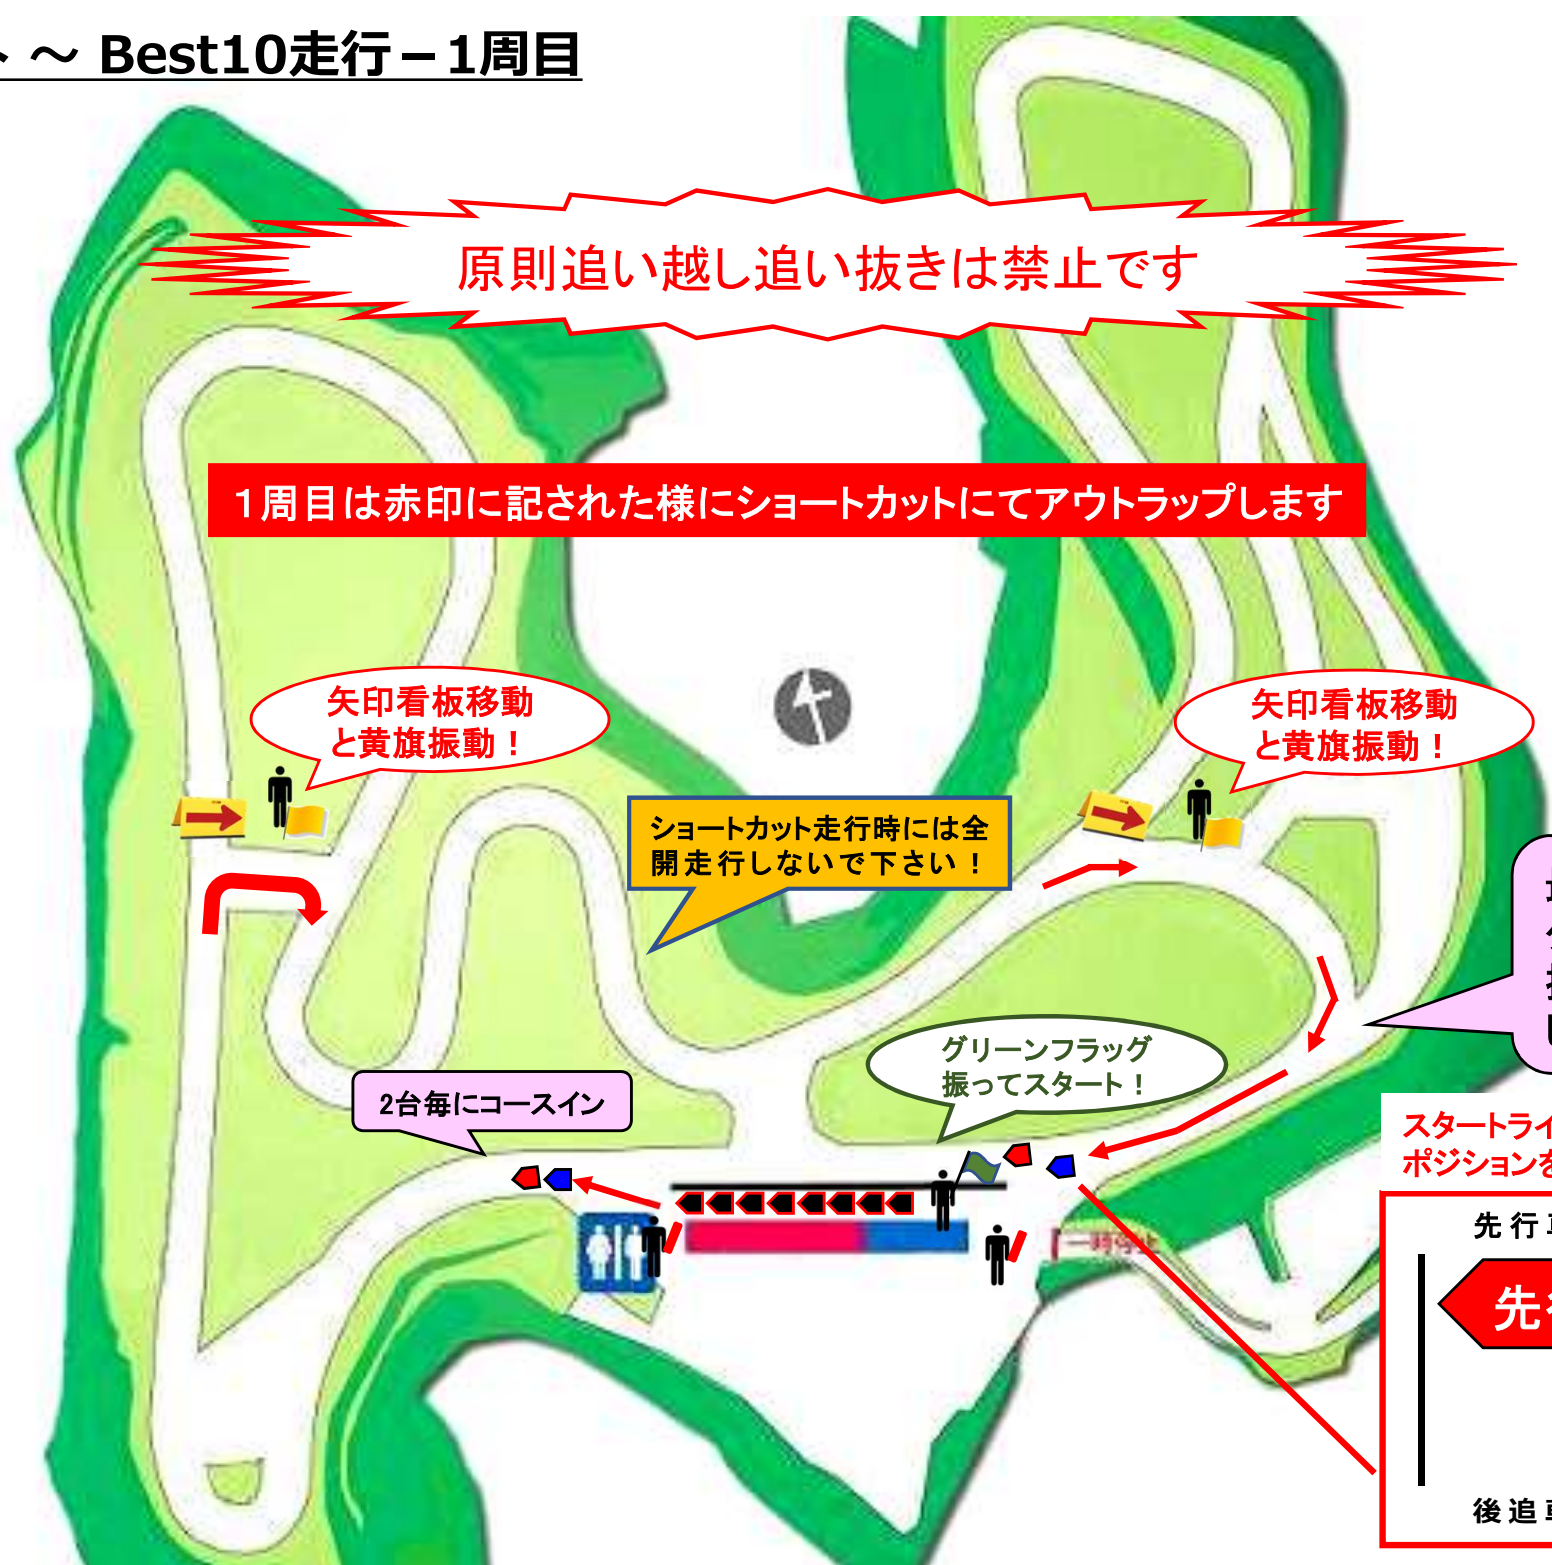 ～ Best10走行－1周目
原則追い越し追い抜きは禁止です
１周目は赤印に記された様にショートカットにてアウトラップします
矢印看板移動
と黄旗振動！
矢印看板移動
と黄旗振動！
ショートカット走行時には全
開走行しないで下さい！
グリーンフラッグ
振ってスタート！
2台毎にコースイン
スタートライ
ポジションを
一時停止
先行車
先行
後追車